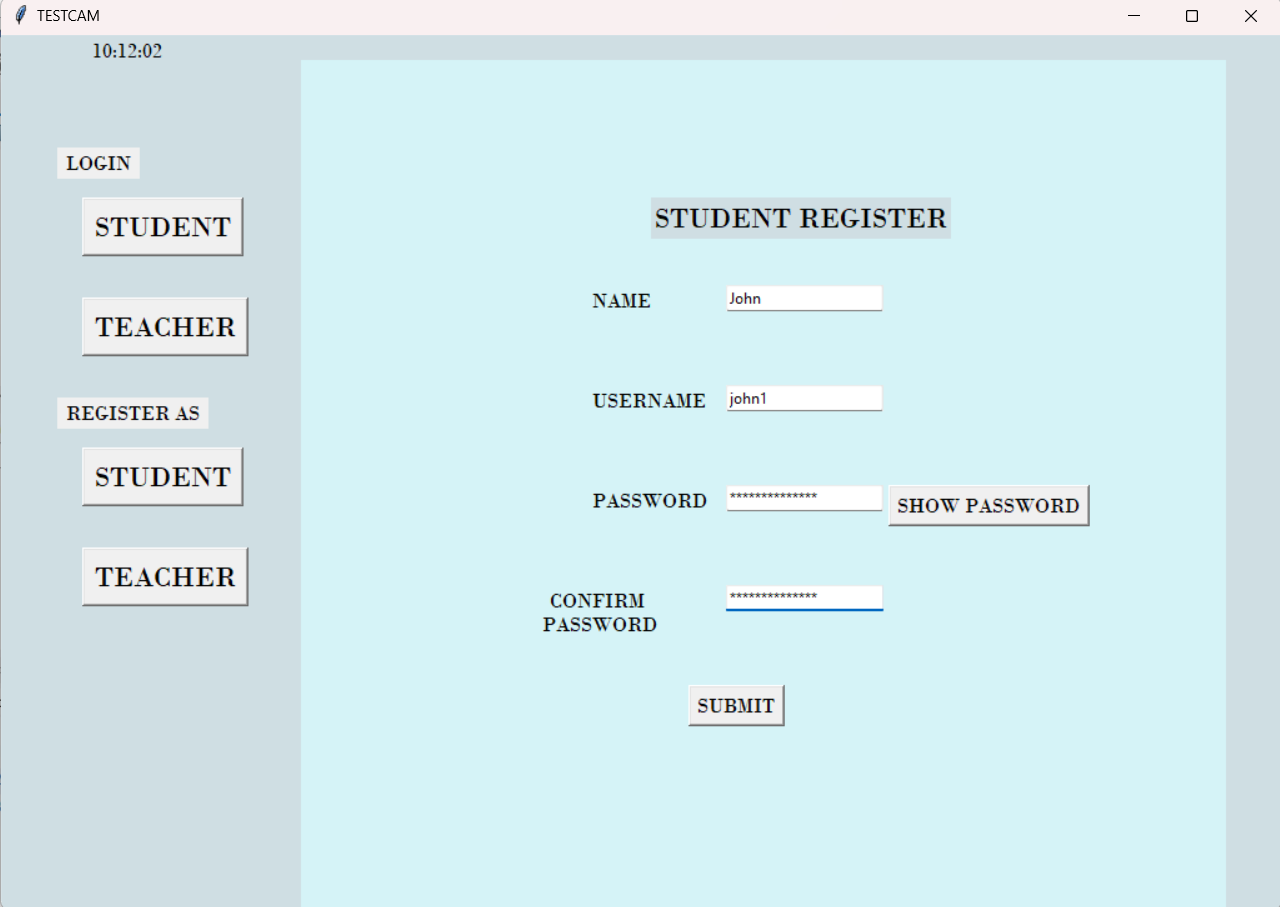 TESTCAM
10:12:02
LOGIN
STUDENT
TEACHER
REGISTER AS
STUDENT
TEACHER
STUDENT REGISTER
NAME
John
USERNAME
john1
PASSWORD
**************
SHOW PASSWORD
CONFIRM
PASSWORD
**************
SUBMIT